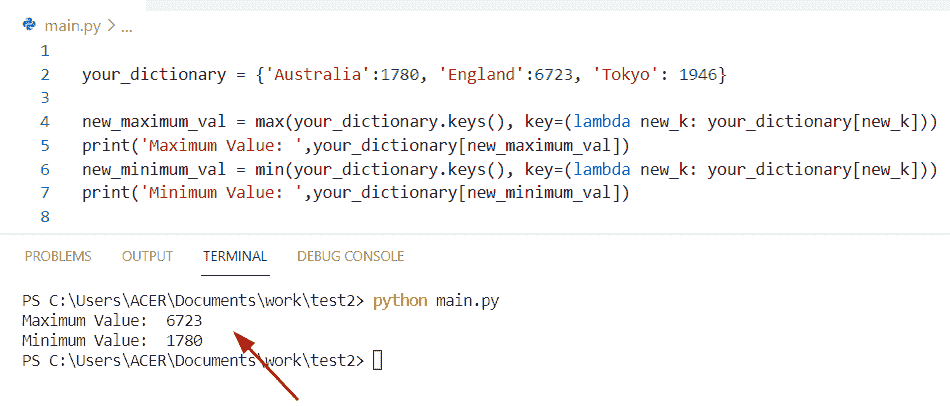 main.py > ...
1
2 your_dictionary = {'Australia':1780, 'England':6723, 'Tokyo': 1946}
3
4 new_maximum_val = max(your_dictionary.keys(), key=(lambda new_k: your_dictionary[new_k]))
5 print('Maximum Value: ',your_dictionary[new_maximum_val])
6 new_minimum_val = min(your_dictionary.keys(), key=(lambda new_k: your_dictionary[new_k]))
7 print('Minimum Value: ',your_dictionary[new_minimum_val])
8
PROBLEMS OUTPUT TERMINAL DEBUG CONSOLE
PS C:\Users\ACER\Documents\work\test2> python main.py
Maximum Value:  6723
Minimum Value:  1780
PS C:\Users\ACER\Documents\work\test2>